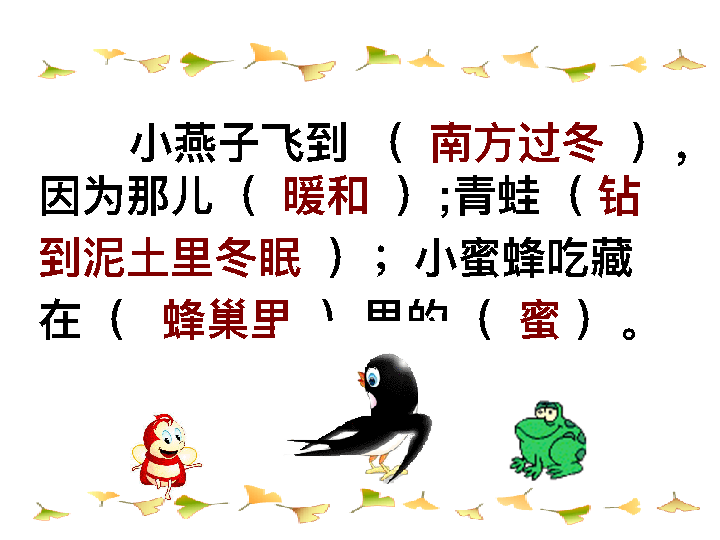 小燕子飞到 （ 南方过冬 ），
因为那儿（ 暖和 ）;青蛙（钻
到泥土里冬眠 ）；小蜜蜂吃藏
在（ 蜂巢里 ）里的（ 蜜 ）。